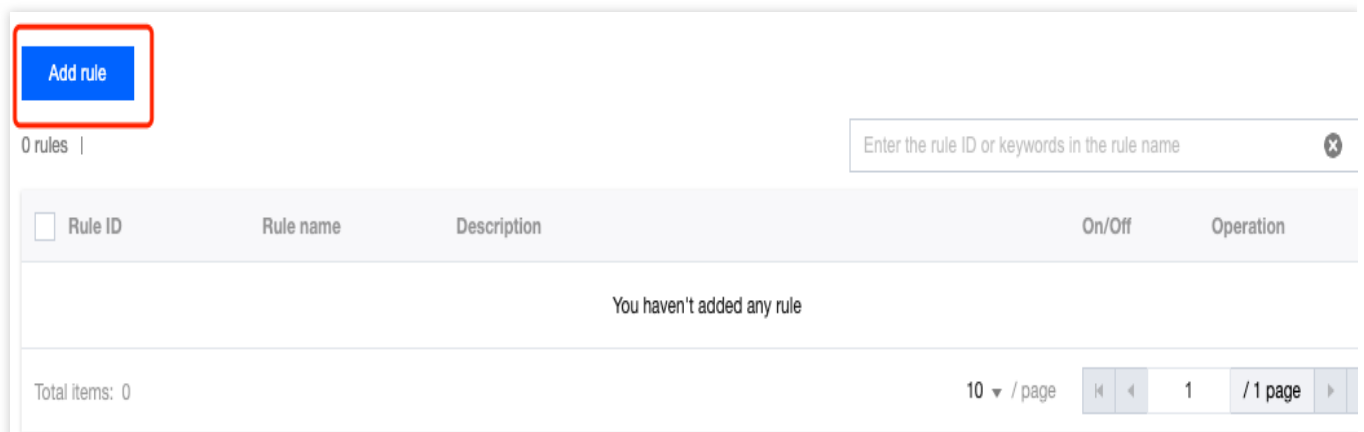 Add rule
0 rules |
Enter the rule ID or keywords in the rule name
Rule ID Rule name Description On/Off Operation
You haven't added any rule
Total items: 0 10 / page 1 / 1 page